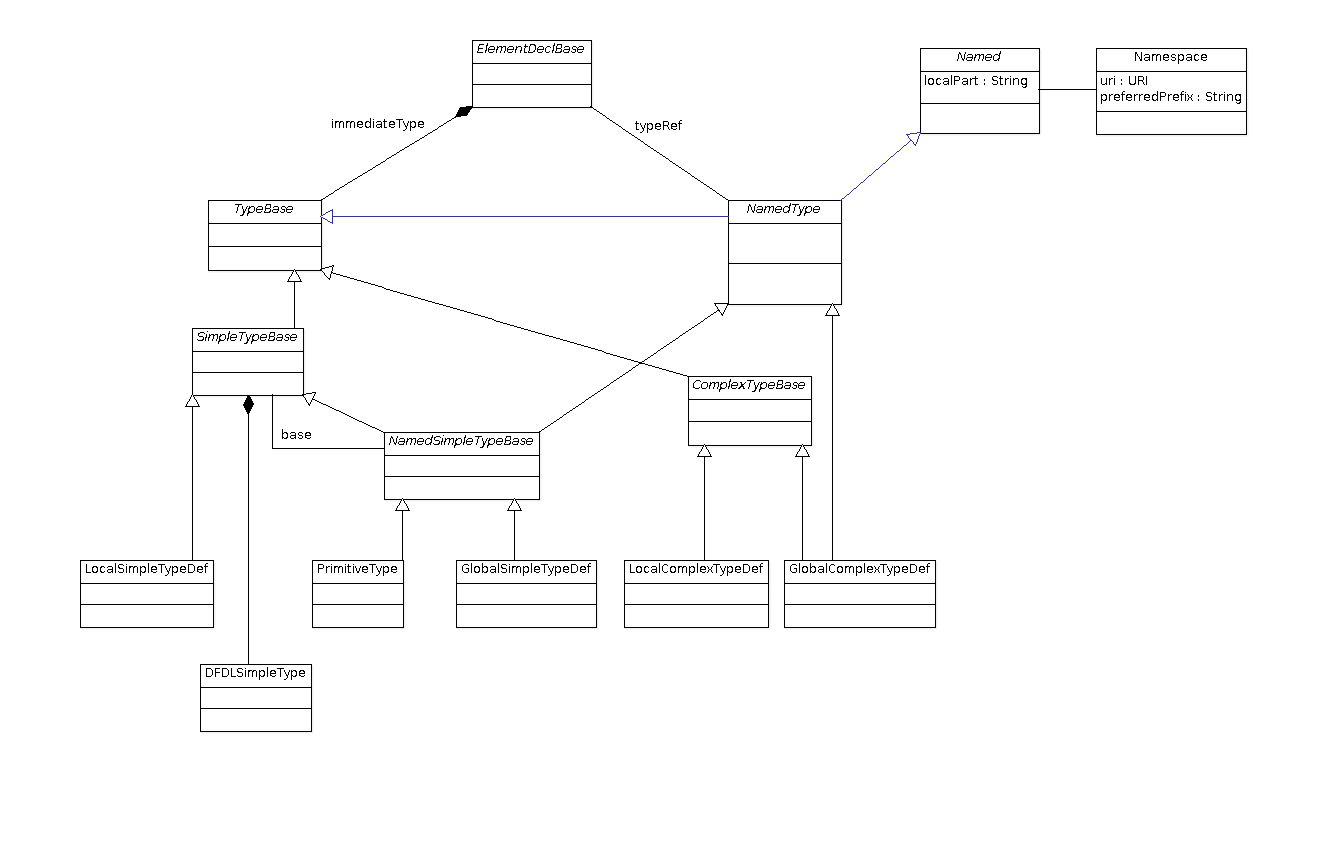 ElementDeclBase
Named
localPart : String
Namespace
uri : URI
preferredPrefix : String
immediateType
typeRef
TypeBase
NamedType
SimpleTypeBase
ComplexTypeBase
base
NamedSimpleTypeBase
LocalSimpleTypeDef
PrimitiveType
GlobalSimpleTypeDef
LocalComplexTypeDef
GlobalComplexTypeDef
DFDLSimpleType